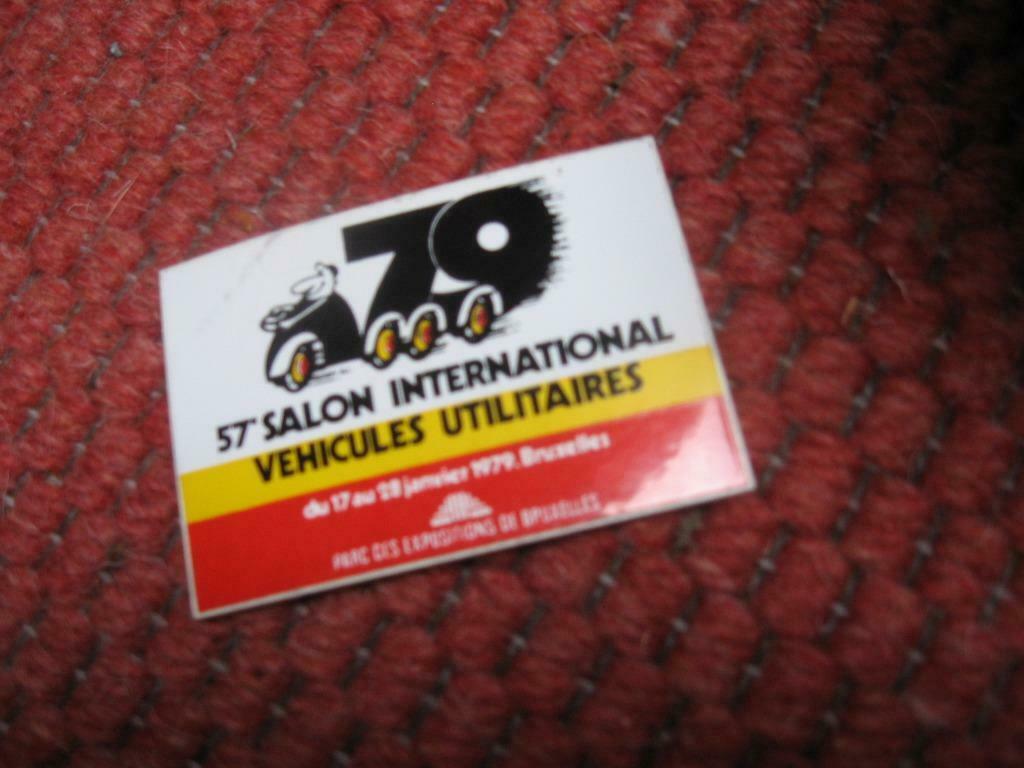 79
57e SALON INTERNATIONAL
VEHICULES UTILITAIRES
du 17 au 28 janvier 1979. Bruxelles
PARC DES EXPOSITIONS DE BRUXELLES